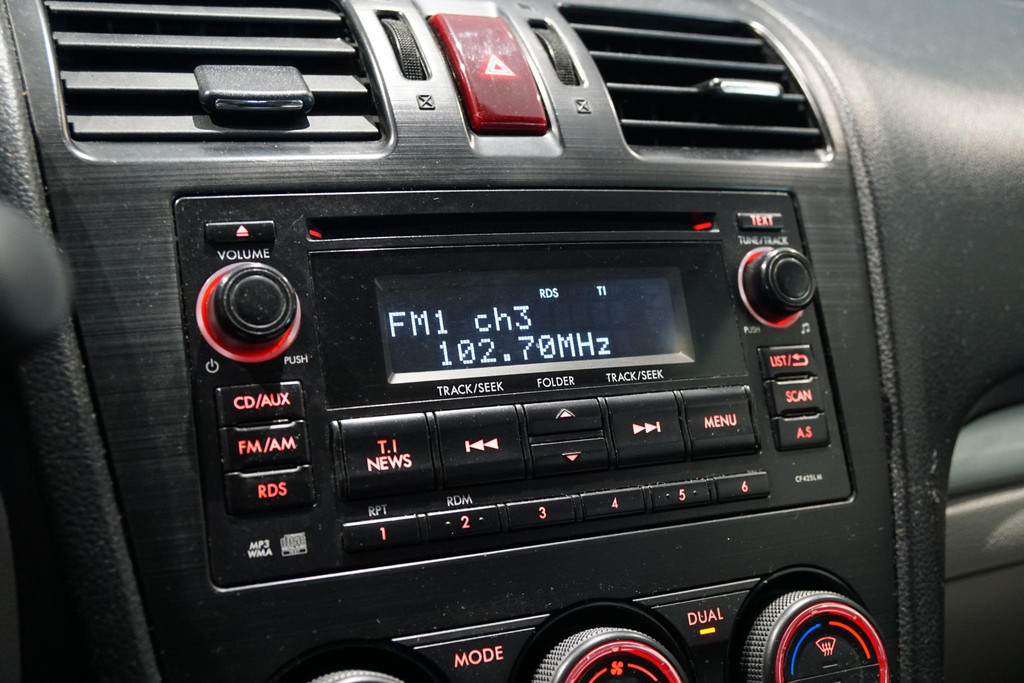 TEXT
VOLUME
TUNE/TRACK
RDS TI
FM1 ch3
102.70MHz
PUSH
PUSH
TRACK/SEEK FOLDER TRACK/SEEK
LIST/
CD/AUX
SCAN
FM/AM
T.I
NEWS
MENU
A.S
RDS
RPT RDM
1 2 3 4 5 6
CF42SLM
MP3
WMA
MODE
DUAL